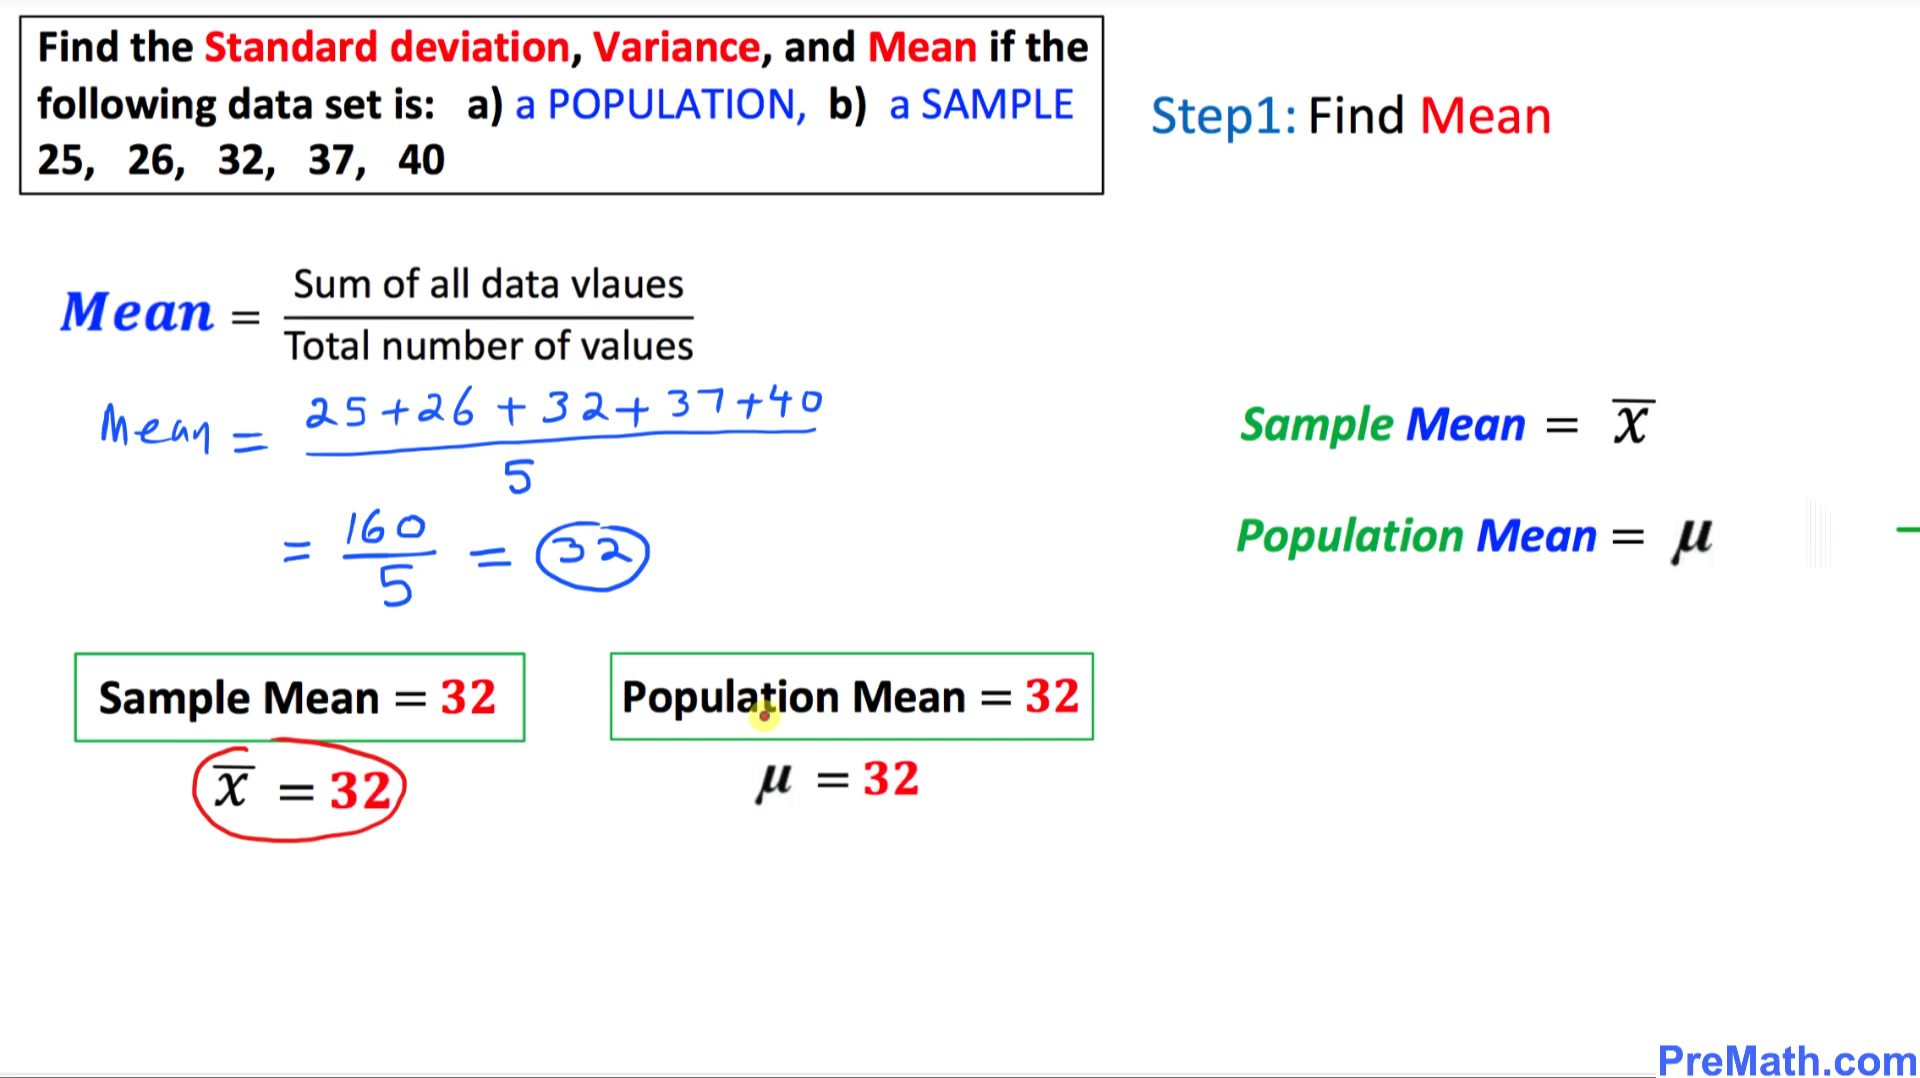 Find the Standard deviation, Variance, and Mean if the
following data set is: a) a POPULATION, b) a SAMPLE
25, 26, 32, 37, 40
Step1: Find Mean
Mean = Sum of all data vlaues
Total number of values
Mean = 25+26+32+37+40
5
= 160
5
= 32
Sample Mean = x̅
Population Mean = μ
Sample Mean = 32
x̅ = 32
Population Mean = 32
μ = 32
PreMath.com